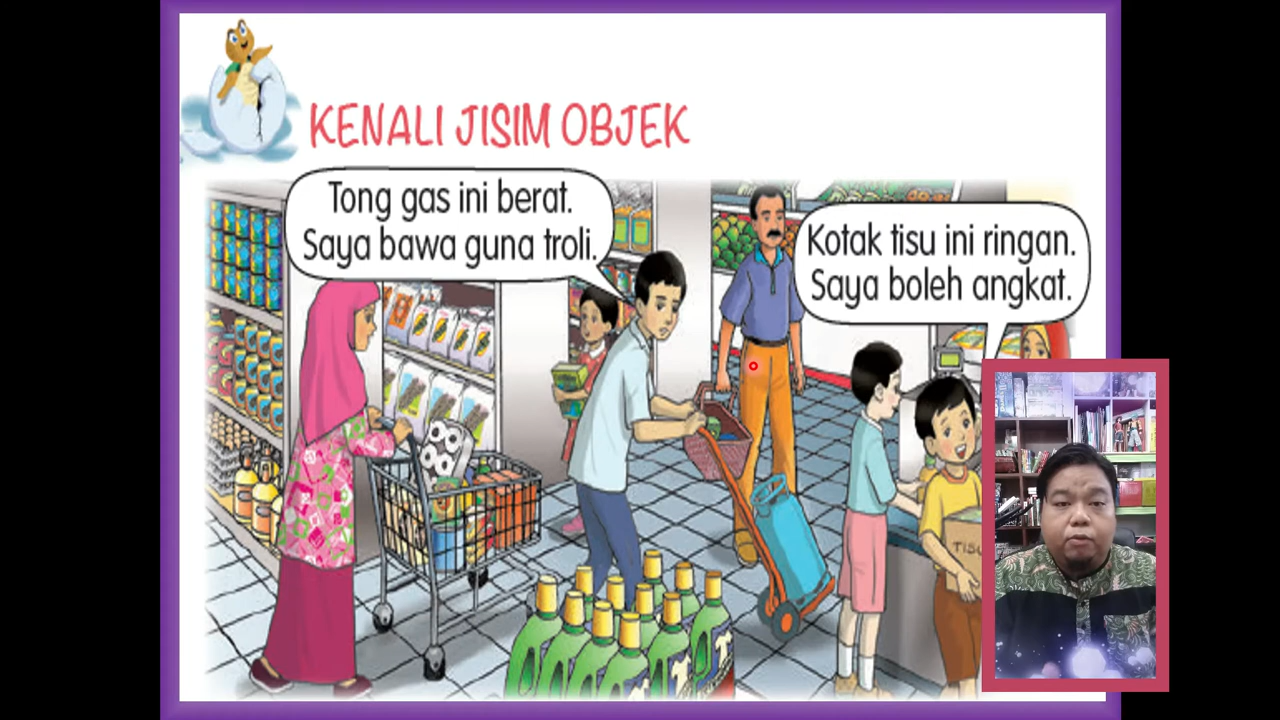 KENALI JISIM OBJEK
Tong gas ini berat.
Saya bawa guna troli.
Kotak tisu ini ringan.
Saya boleh angkat.